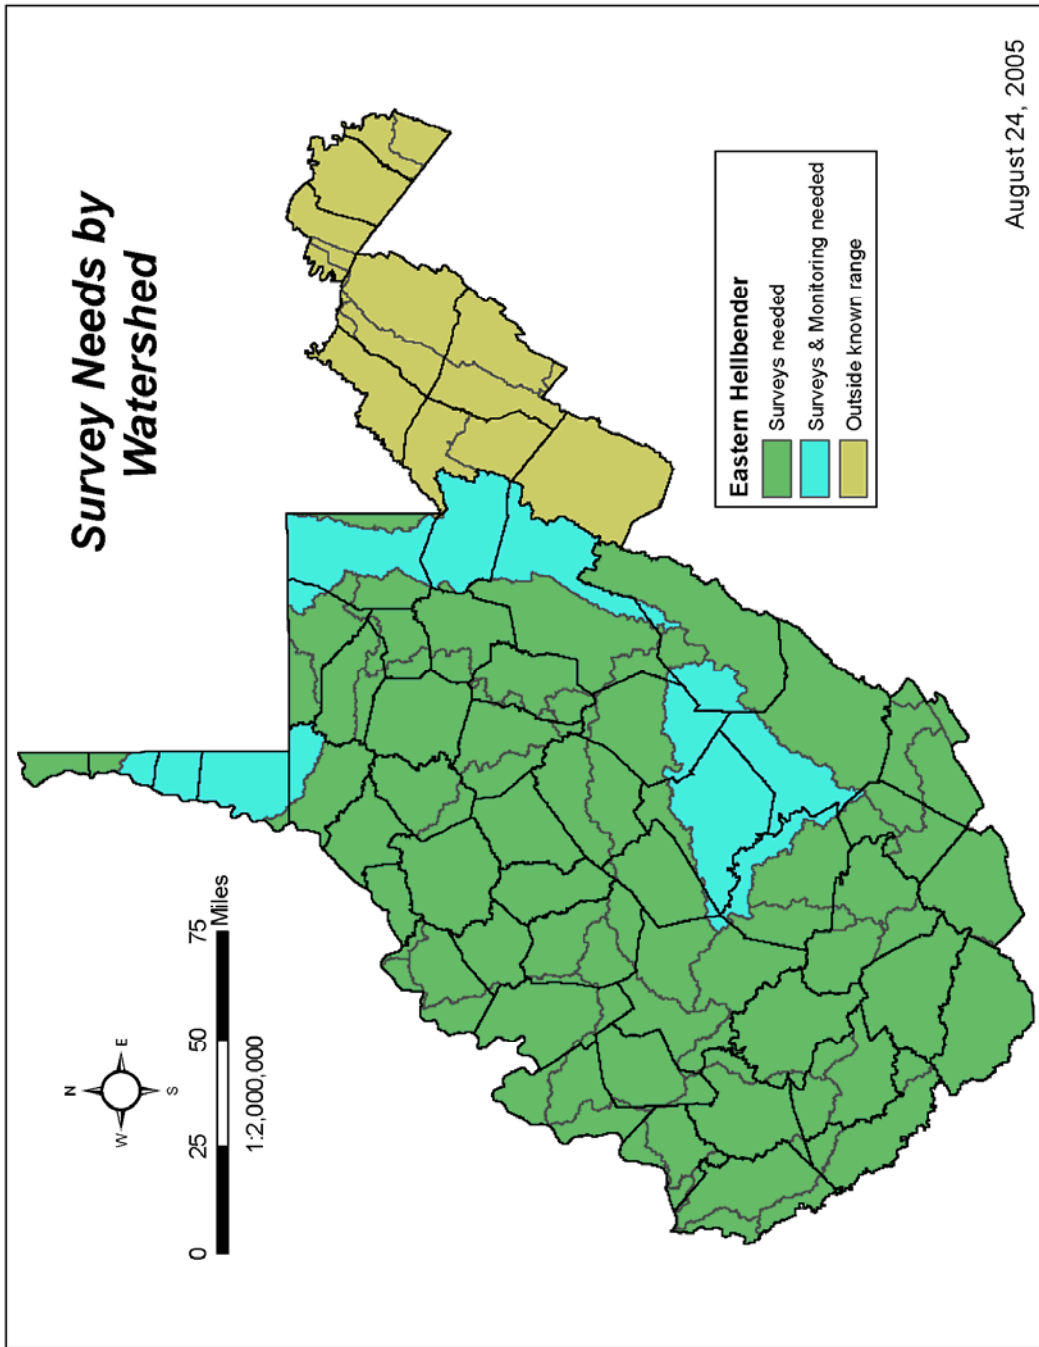 Survey Needs by
Watershed
N
W
E
S
0
25
50
75
Miles
1:2,000,000
Eastern Hellbender
Surveys needed
Surveys & Monitoring needed
Outside known range
August 24, 2005